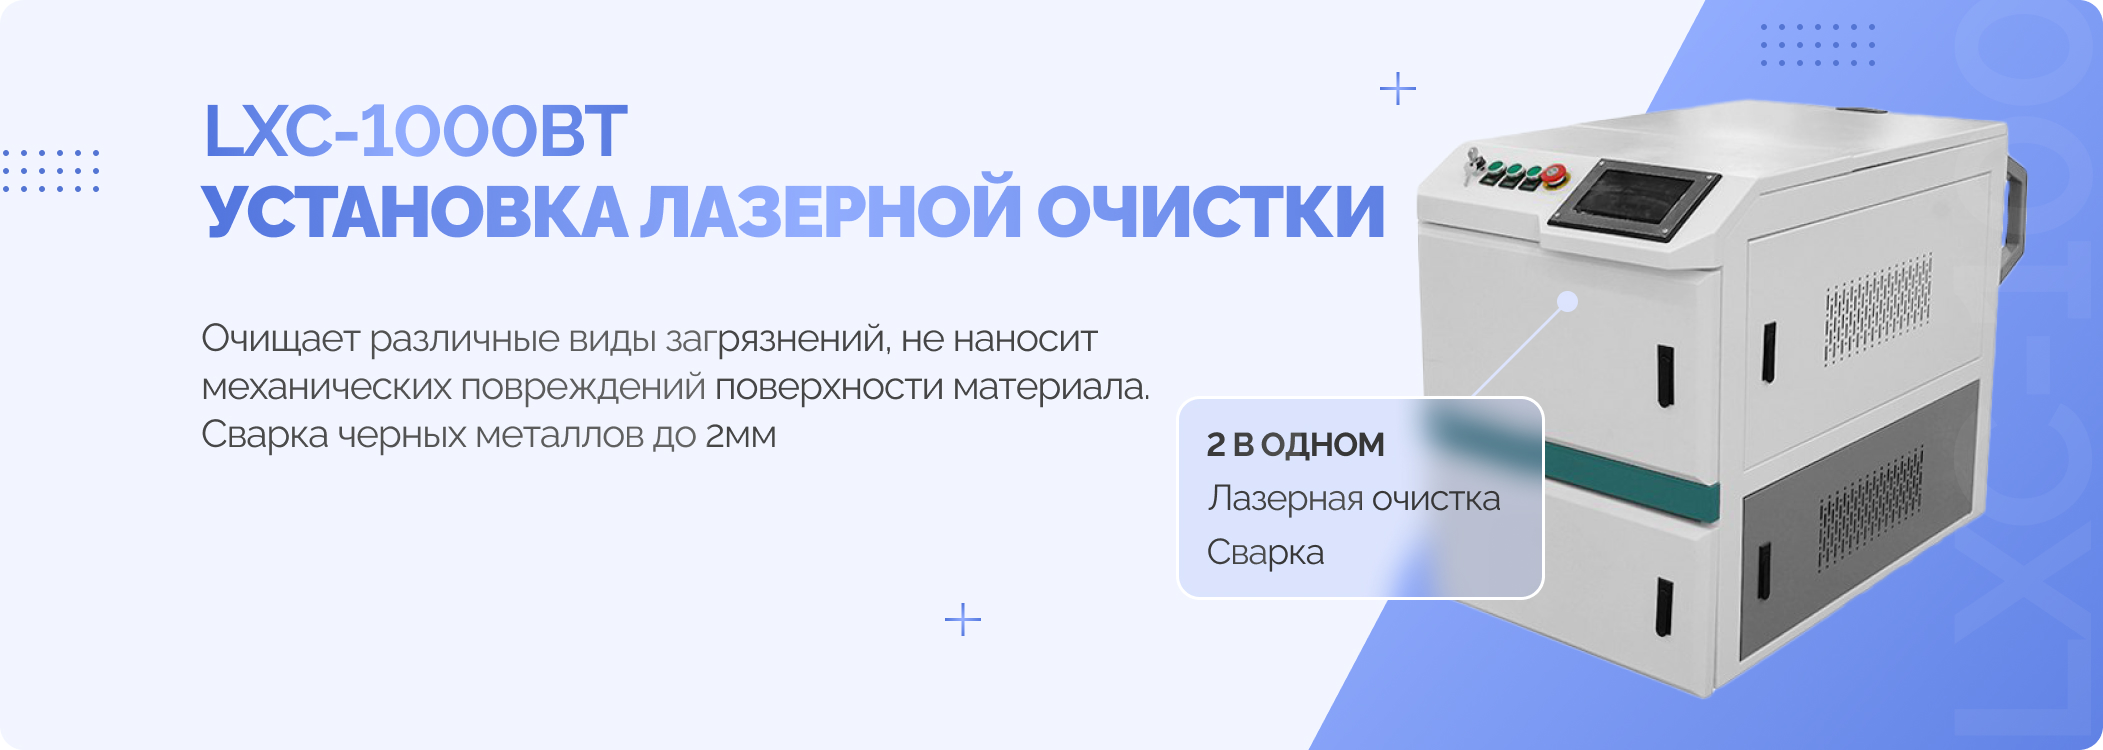 LXC-1000BT
УСТАНОВКА ЛАЗЕРНОЙ ОЧИСТКИ
Очищает различные виды загрязнений, не наносит
механических повреждений поверхности материала.
Сварка черных металлов до 2мм
2 В ОДНОМ
Лазерная очистка
Сварка